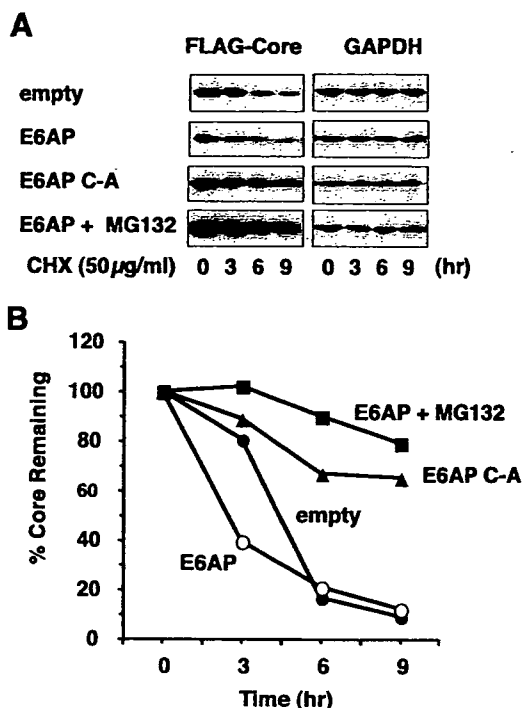 A
FLAG-Core GAPDH
empty
E6AP
E6AP C-A
E6AP + MG132
CHX (50µg/ml) 0 3 6 9 0 3 6 9 (hr)
B
120
100
80
60
40
20
0
% Core Remaining
E6AP + MG132
E6AP C-A
empty
E6AP
0 3 6 9
Time (hr)